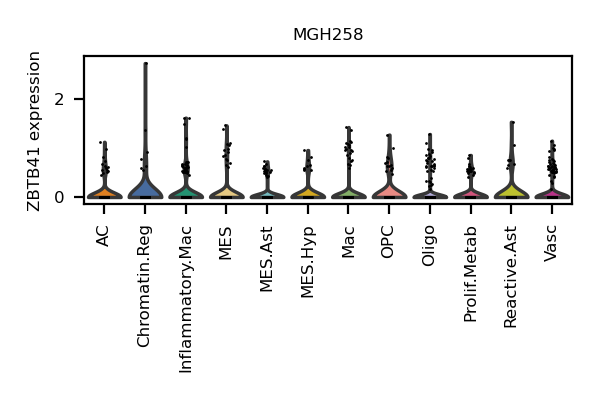 MGH258
ZBTB41 expression
2
0
AC
Chromatin.Reg
Inflammatory.Mac
MES
MES.Ast
MES.Hyp
Mac
OPC
Oligo
Prolif.Metab
Reactive.Ast
Vasc